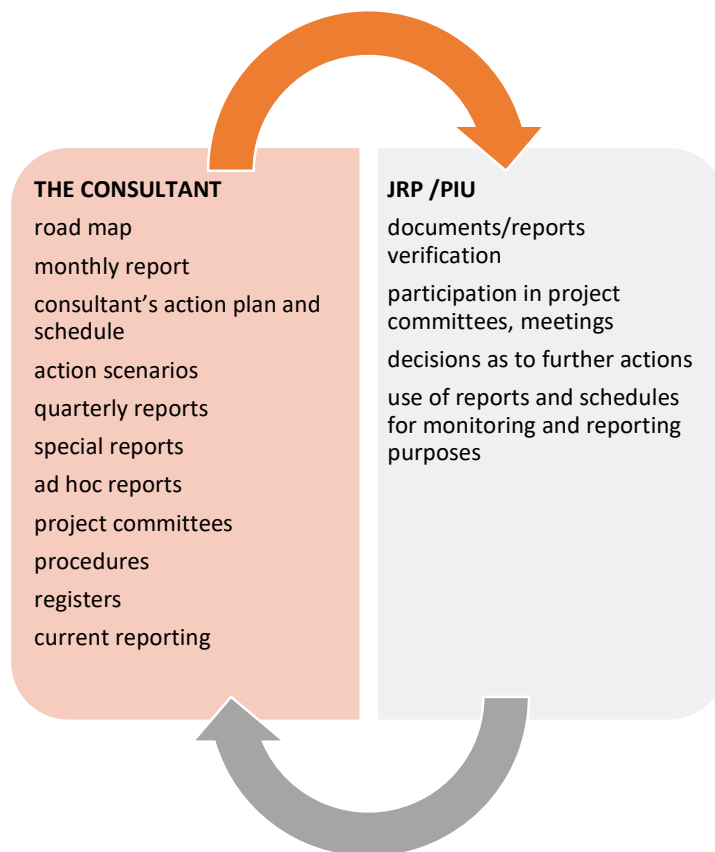 THE CONSULTANT
road map
monthly report
consultant’s action plan and
schedule
action scenarios
quarterly reports
special reports
ad hoc reports
project committees
procedures
registers
current reporting
JRP /PIU
documents/reports
verification
participation in project
committees, meetings
decisions as to further actions
use of reports and schedules
for monitoring and reporting
purposes